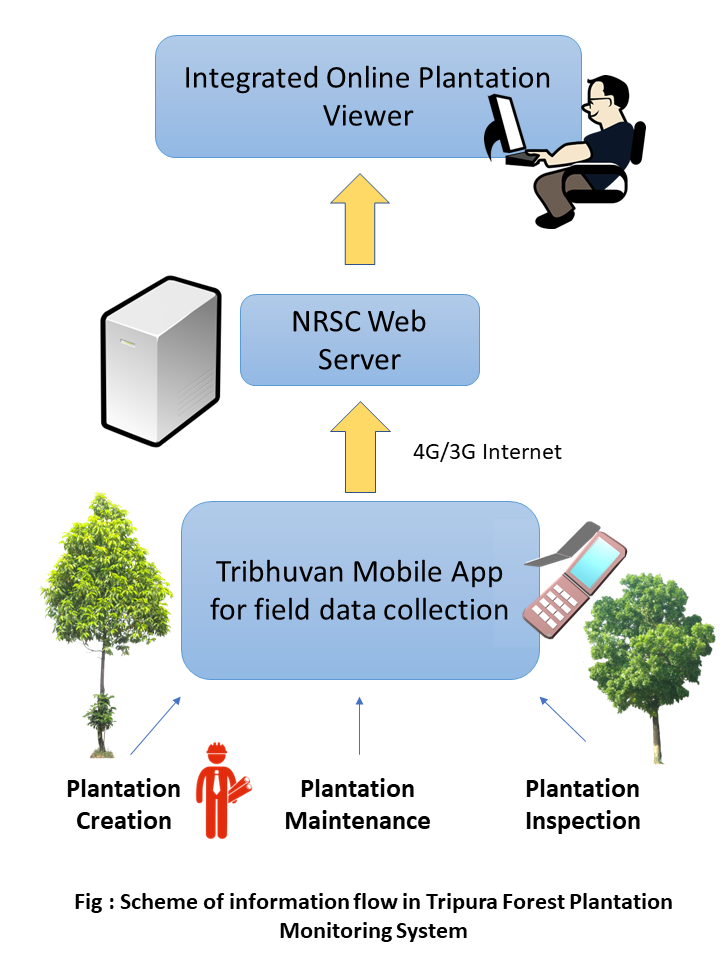 Integrated Online Plantation
Viewer
NRSC Web
Server
4G/3G Internet
Tribhuvan Mobile App
for field data collection
Plantation
Creation
Plantation
Maintenance
Plantation
Inspection
Fig : Scheme of information flow in Tripura Forest Plantation
Monitoring System